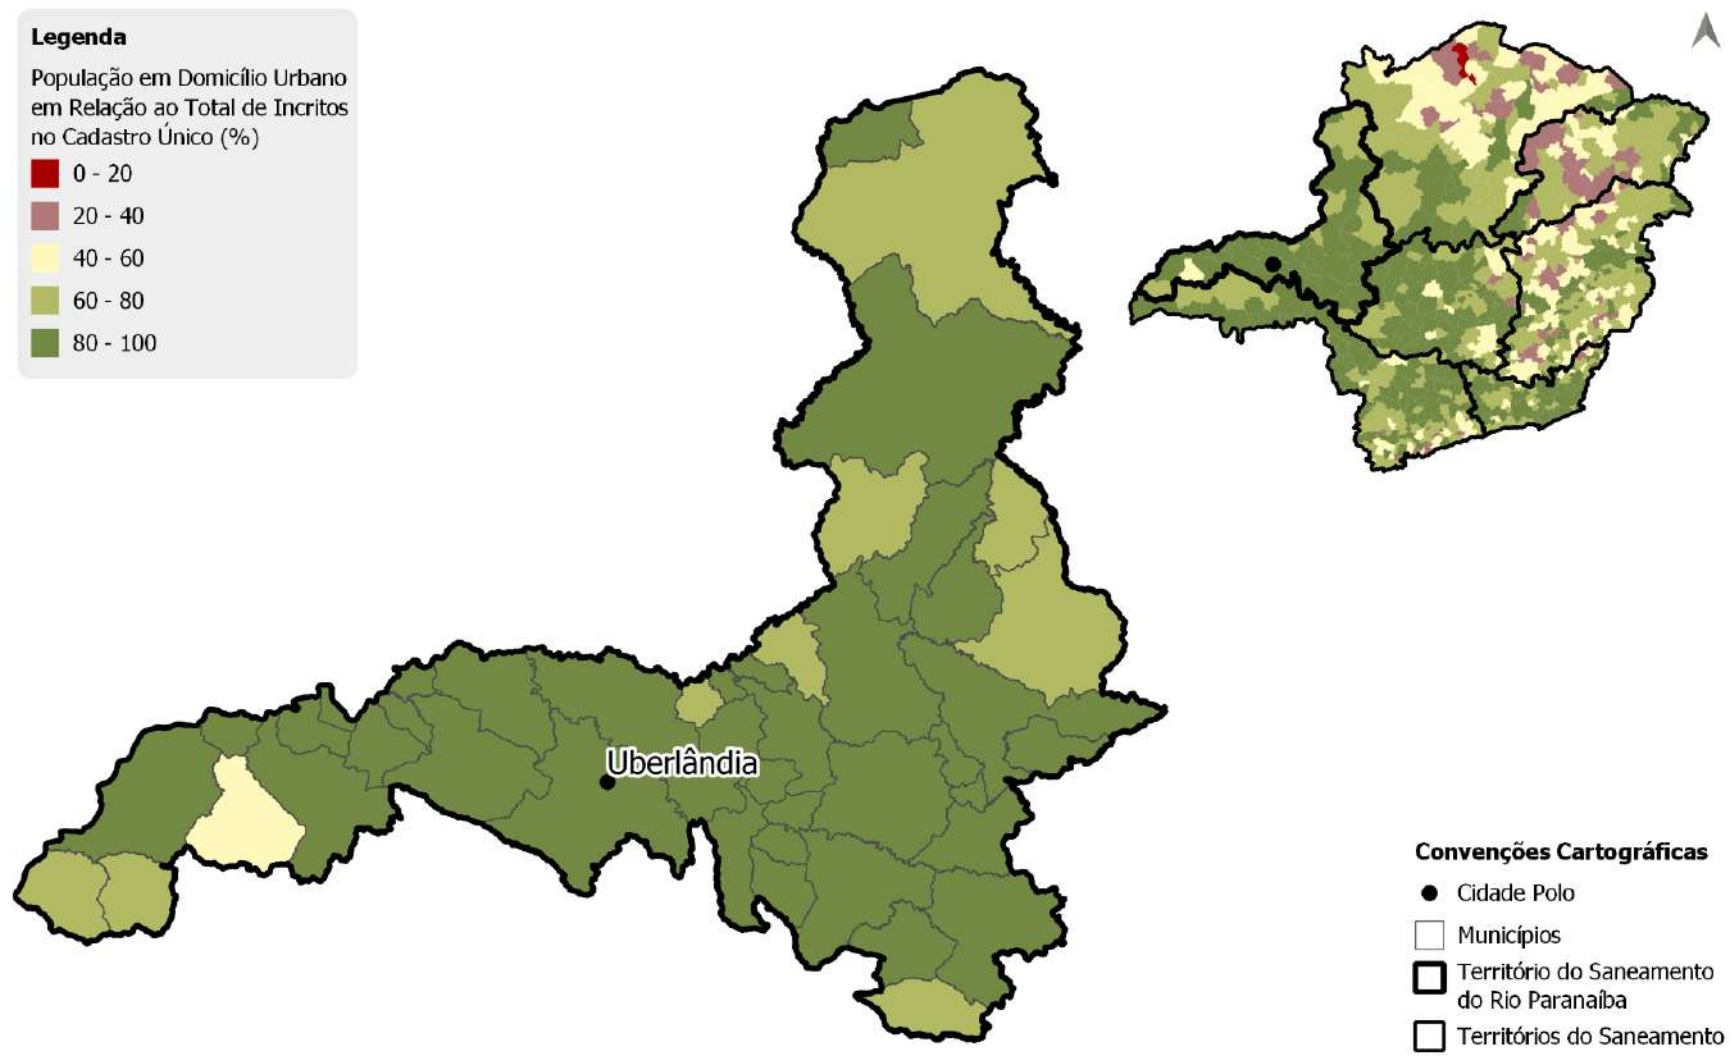 Legenda
População em Domicílio Urbano
em Relação ao Total de Incritos
no Cadastro Único (%)
0 - 20
20 - 40
40 - 60
60 - 80
80 - 100
Uberlândia
Convenções Cartográficas
Cidade Polo
Municípios
Território do Saneamento
do Rio Paranaíba
Territórios do Saneamento